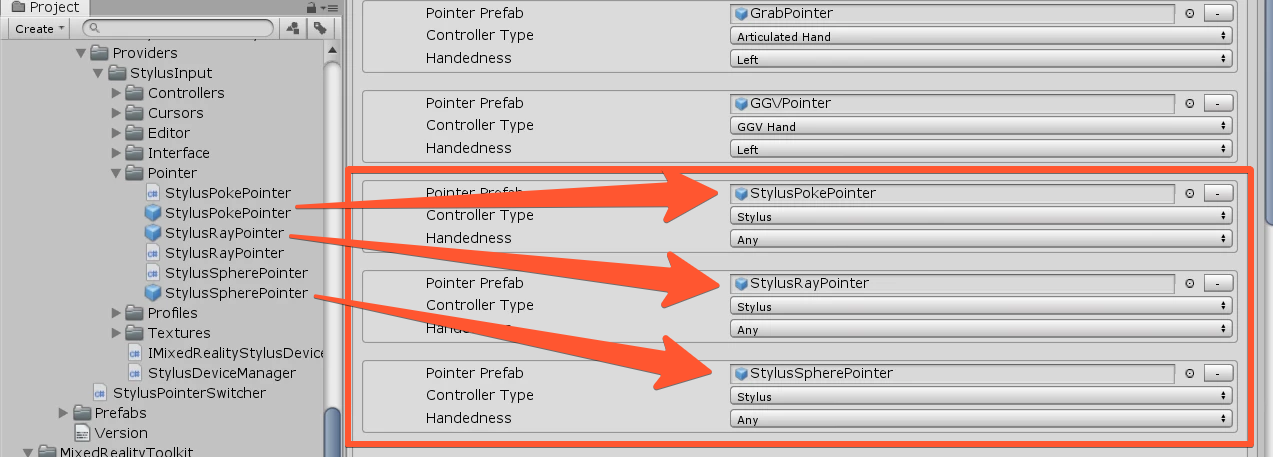 Project
Create
Providers
StylusInput
Controllers
Cursors
Editor
Interface
Pointer
StylusPokePointer
StylusPokePointer
StylusRayPointer
StylusRayPointer
StylusSpherePointer
StylusSpherePointer
Profiles
Textures
IMixedRealityStylusDevice
StylusDeviceManager
StylusPointerSwitcher
Prefabs
Version
MixedRealityToolkit
Pointer Prefab GrabPointer -
Controller Type Articulated Hand
Handedness Left
Pointer Prefab GGVPointer -
Controller Type GGV Hand
Handedness Left
Pointer Prefab StylusPokePointer -
Controller Type Stylus
Handedness Any
Pointer Prefab StylusRayPointer -
Controller Type Stylus
Handedness Any
Pointer Prefab StylusSpherePointer -
Controller Type Stylus
Handedness Any